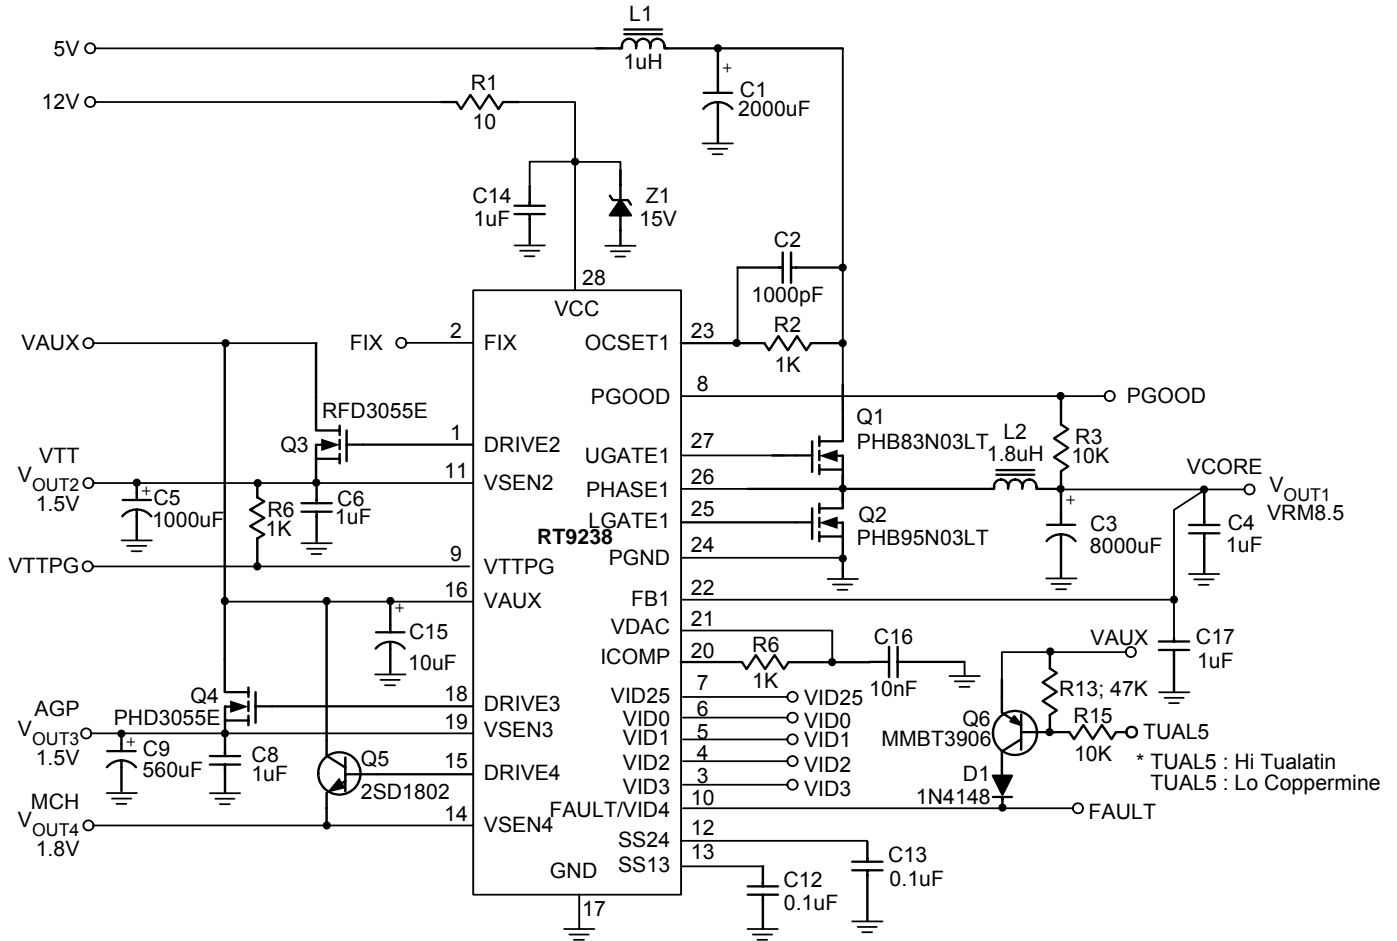 L1
5V
1uH
+
C1
2000uF
12V
R1
10
C14
1uF
Z1
15V
C2
1000pF
28
VCC
VAUX
FIX
2
FIX
OCSET1
23
R2
1K
PGOOD
8
PGOOD
RFD3055E
Q3
1
DRIVE2
UGATE1
27
Q1
PHB83N03LT
L2
1.8uH
R3
10K
VTT
VOUT2
1.5V
+
C5
1000uF
R6
1K
C6
1uF
11
VSEN2
PHASE1
26
VCORE
VOUT1
VRM8.5
LGATE1
25
Q2
PHB95N03LT
+
C3
8000uF
C4
1uF
RT9238
VTTPG
9
VTTPG
PGND
24
16
VAUX
FB1
22
+
C15
10uF
VDAC
21
ICOMP
20
R6
1K
C16
10nF
VAUX
C17
1uF
Q4
PHD3055E
18
DRIVE3
VID25
7
VID25
R13; 47K
AGP
VOUT3
1.5V
+
C9
560uF
C8
1uF
19
VSEN3
VID0
6
VID0
VID1
5
VID1
Q6
MMBT3906
R15
10K
TUAL5
* TUAL5 : Hi Tualatin
TUAL5 : Lo Coppermine
Q5
2SD1802
15
DRIVE4
VID2
4
VID2
VID3
3
VID3
D1
1N4148
MCH
VOUT4
1.8V
14
VSEN4
FAULT/VID4
10
FAULT
SS24
12
C13
0.1uF
SS13
13
C12
0.1uF
GND
17